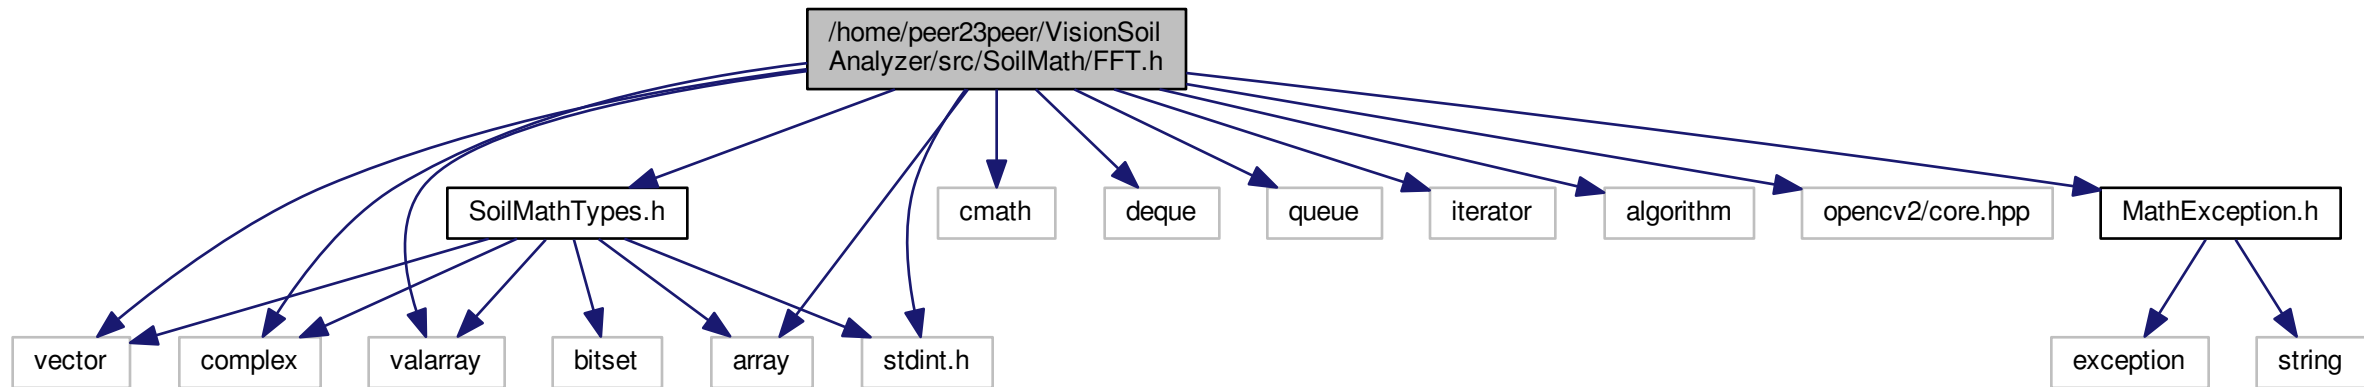 /home/peer23peer/VisionSoil
Analyzer/src/SoilMath/FFT.h
SoilMathTypes.h
cmath
deque
queue
iterator
algorithm
opencv2/core.hpp
MathException.h
vector
complex
valarray
bitset
array
stdint.h
exception
string